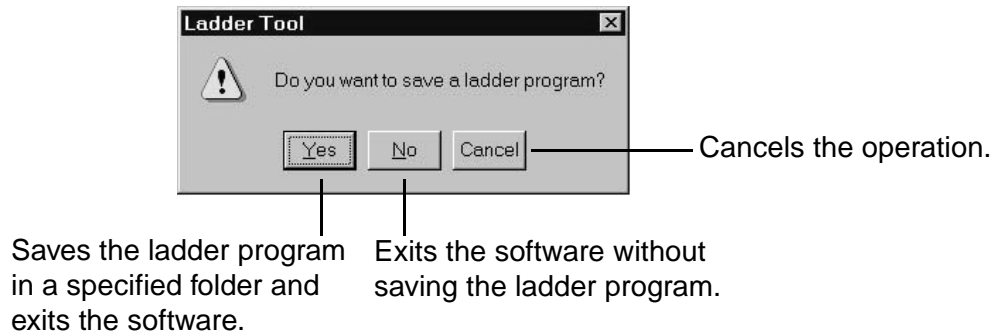 Ladder Tool
Do you want to save a ladder program?
Yes No Cancel
Cancels the operation.
Saves the ladder program
in a specified folder and
exits the software.
Exits the software without
saving the ladder program.